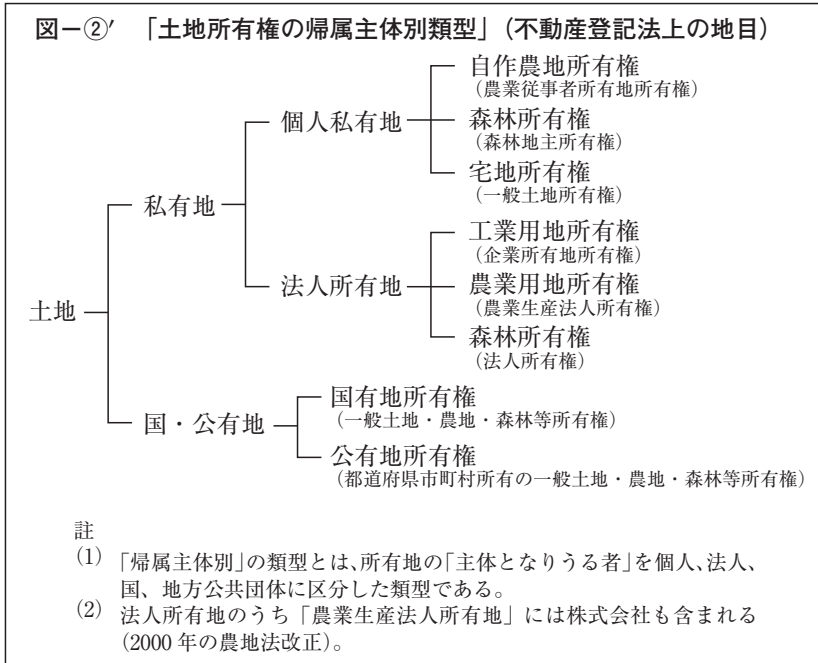 図－②′　「土地所有権の帰属主体別類型」（不動産登記法上の地目）
自作農地所有権
（農業従事者所有地所有権）
個人私有地
森林所有権
（森林地主所有権）
宅地所有権
（一般土地所有権）
私有地
工業用地所有権
（企業所有地所有権）
法人所有地
農業用地所有権
（農業生産法人所有権）
森林所有権
（法人所有権）
土地
国有地所有権
（一般土地・農地・森林等所有権）
国・公有地
公有地所有権
（都道府県市町村所有の一般土地・農地・森林等所有権）
註
(1)　「帰属主体別」の類型とは、所有地の「主体となりうる者」を個人、法人、
国、地方公共団体に区分した類型である。
(2)　法人所有地のうち「農業生産法人所有地」には株式会社も含まれる
（2000年の農地法改正）。